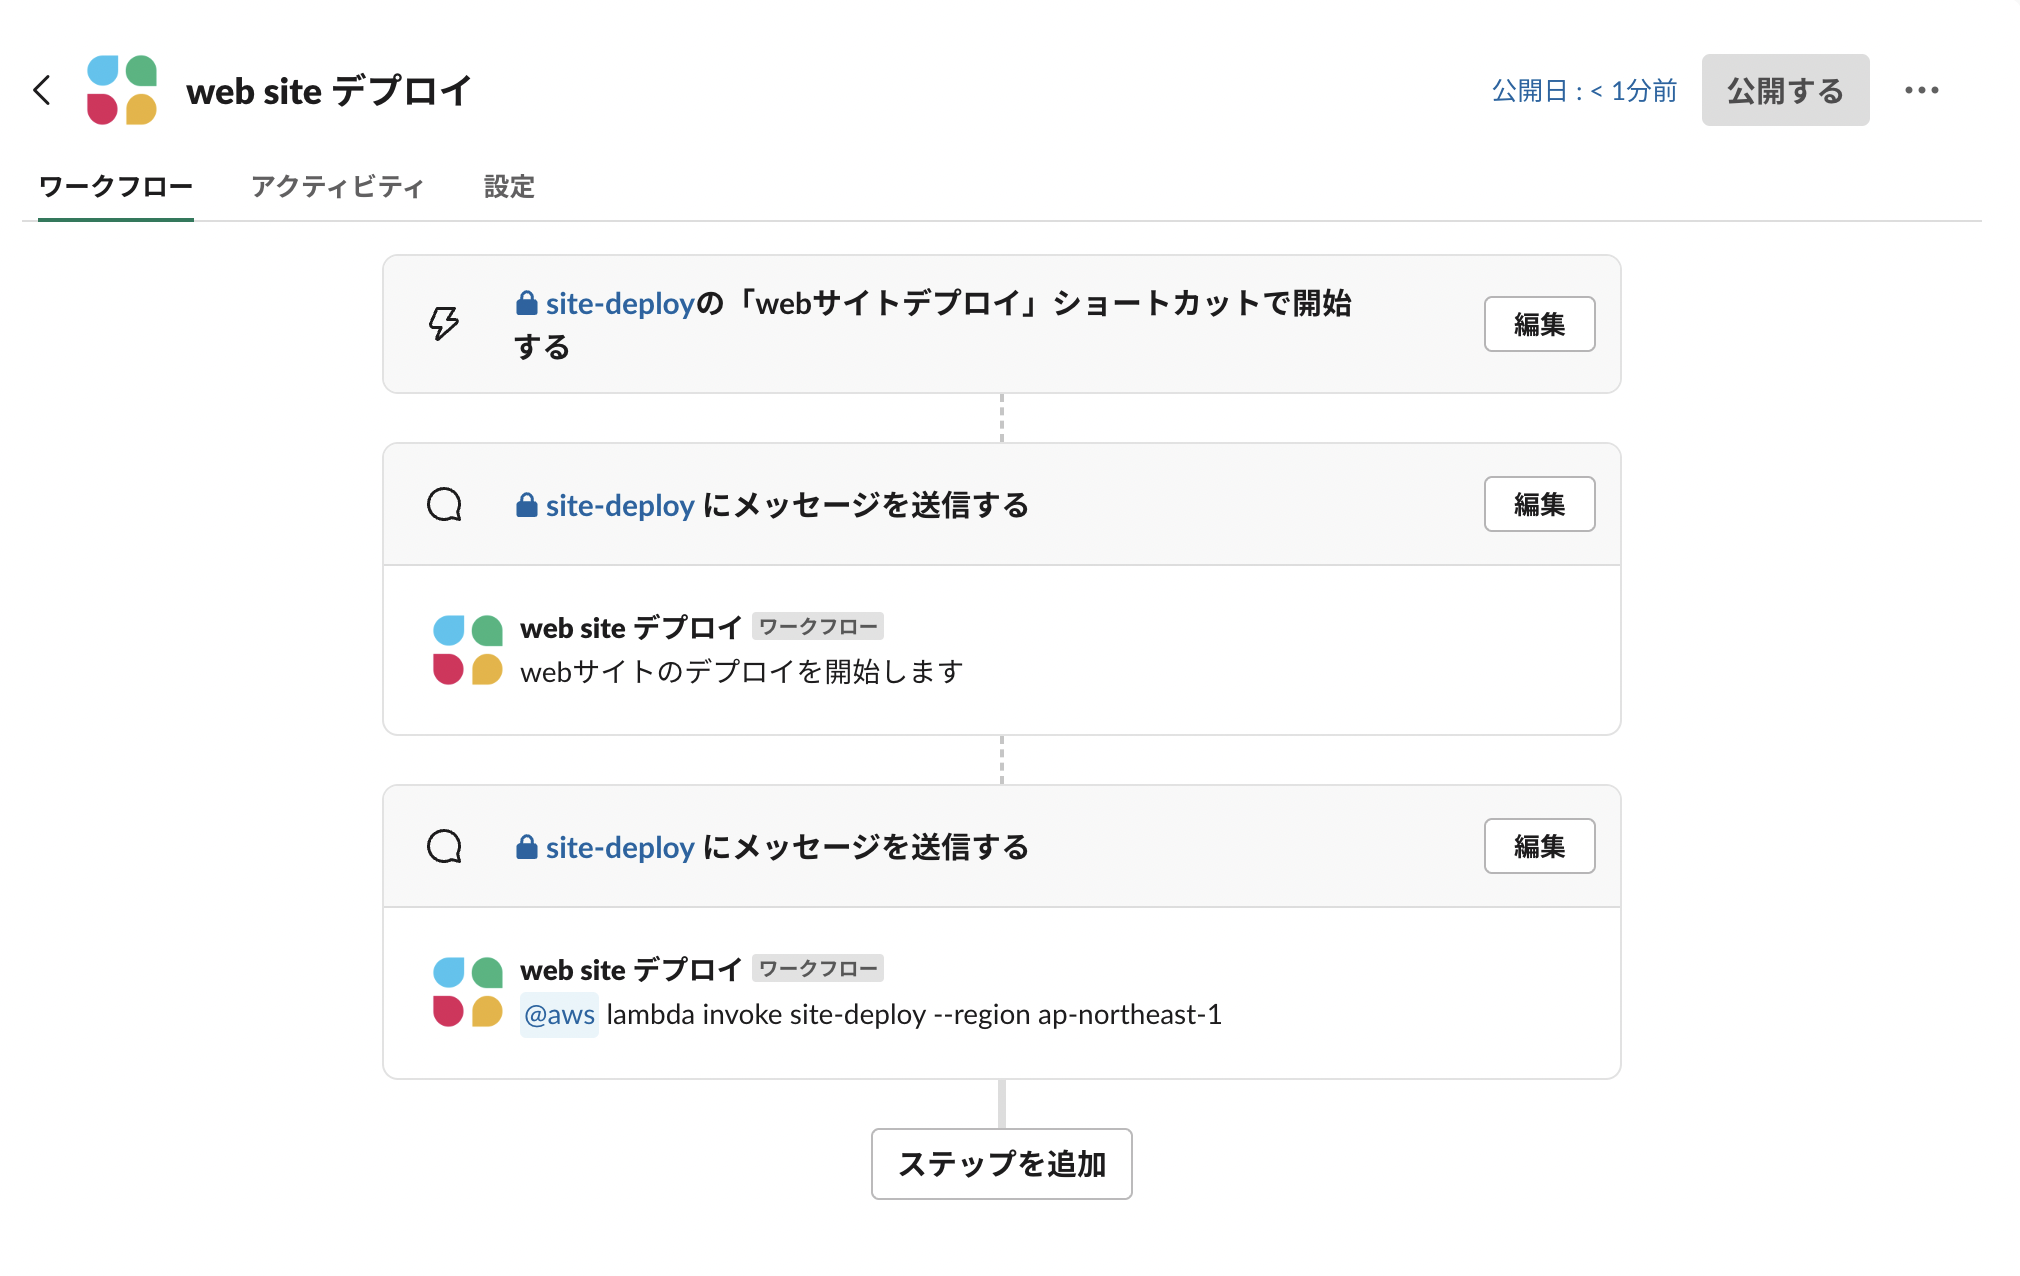 web site デプロイ
公開日 : < 1分前
公開する
ワークフロー
アクティビティ
設定
site-deployの「webサイトデプロイ」ショートカットで開始
する
編集
site-deploy にメッセージを送信する
編集
web site デプロイ ワークフロー
webサイトのデプロイを開始します
site-deploy にメッセージを送信する
編集
web site デプロイ ワークフロー
@aws lambda invoke site-deploy --region ap-northeast-1
ステップを追加